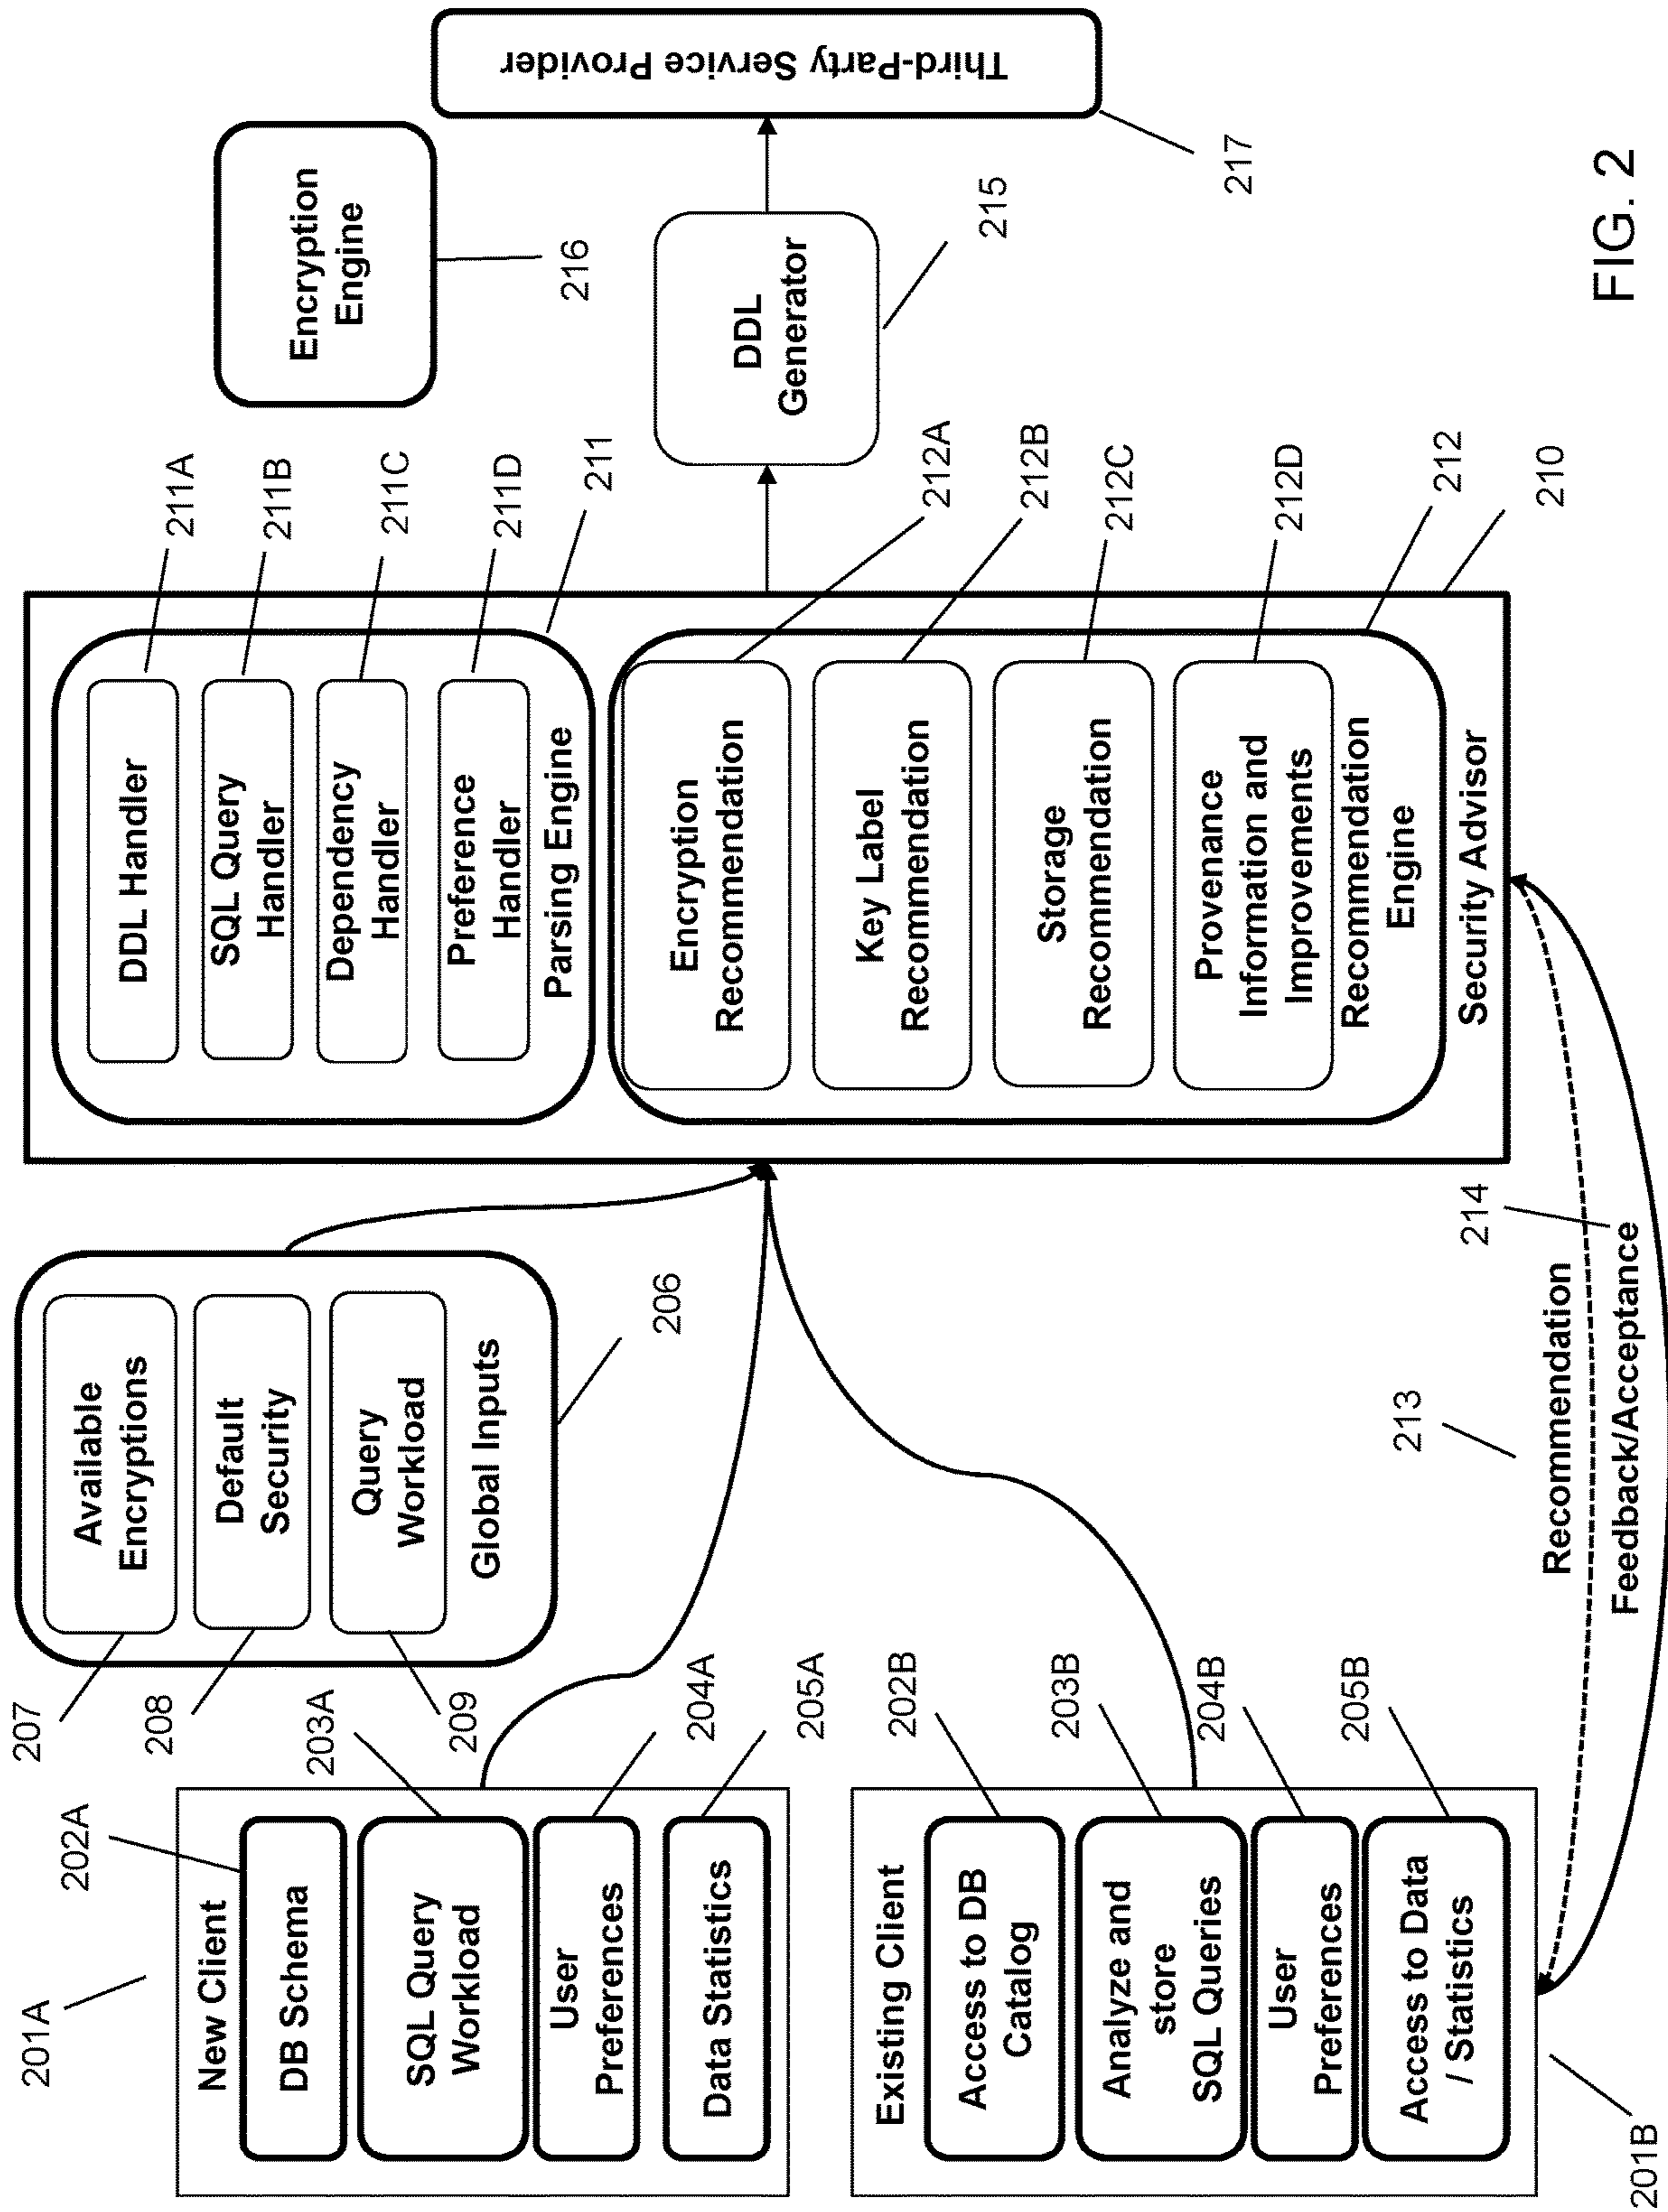 201A
New Client
202A
DB Schema
203A
SQL Query
Workload
204A
User
Preferences
205A
Data Statistics
201B
Existing Client
202B
Access to DB
Catalog
203B
Analyze and
store
SQL Queries
204B
User
Preferences
205B
Access to Data
/ Statistics
207
Available
Encryptions
208
Default
Security
209
Query
Workload
Global Inputs
206
213
Recommendation
214
Feedback/Acceptance
DDL Handler
211A
SQL Query
Handler
211B
Dependency
Handler
211C
Preference
Handler
211D
Parsing Engine
211
Encryption
Recommendation
212A
Key Label
Recommendation
212B
Storage
Recommendation
212C
Provenance
Information and
Improvements
212D
Recommendation
Engine
212
Security Advisor
210
Encryption
Engine
216
DDL
Generator
215
Third-Party Service Provider
217
FIG. 2